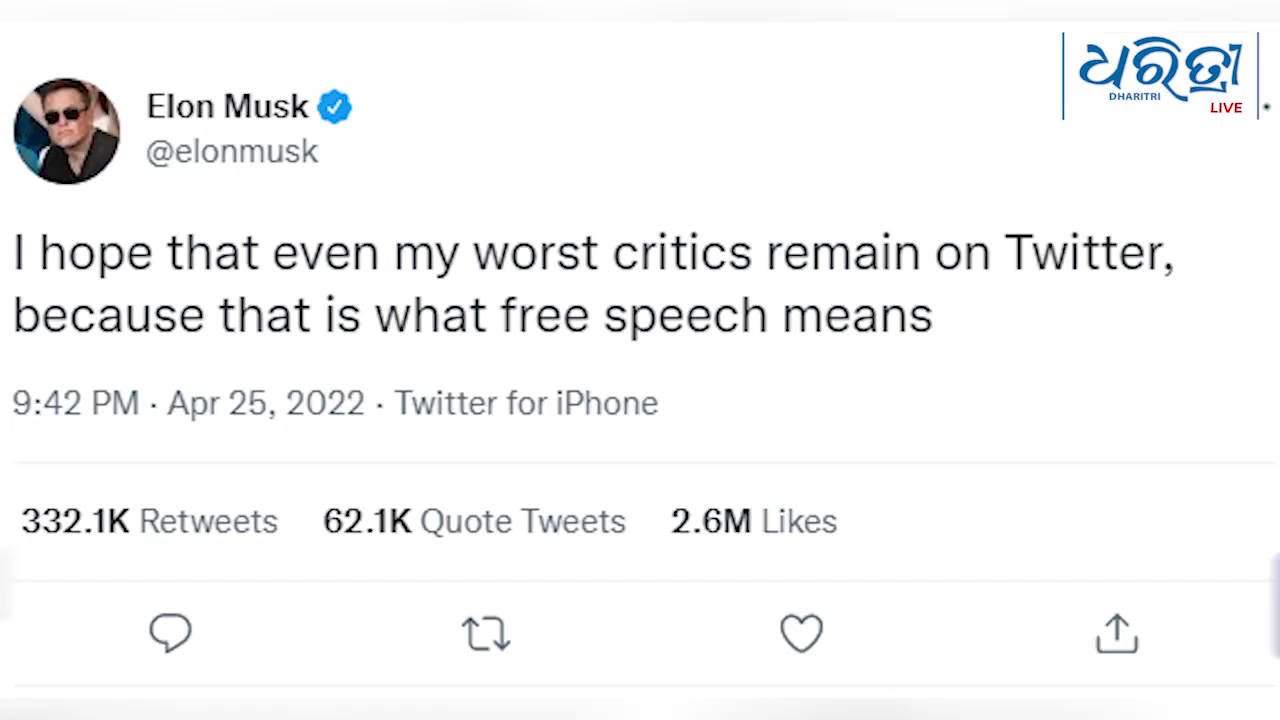 ଧରିତ୍ରୀ
DHARITRI
LIVE
Elon Musk
@elonmusk
I hope that even my worst critics remain on Twitter,
because that is what free speech means
9:42 PM · Apr 25, 2022 · Twitter for iPhone
332.1K Retweets 62.1K Quote Tweets 2.6M Likes